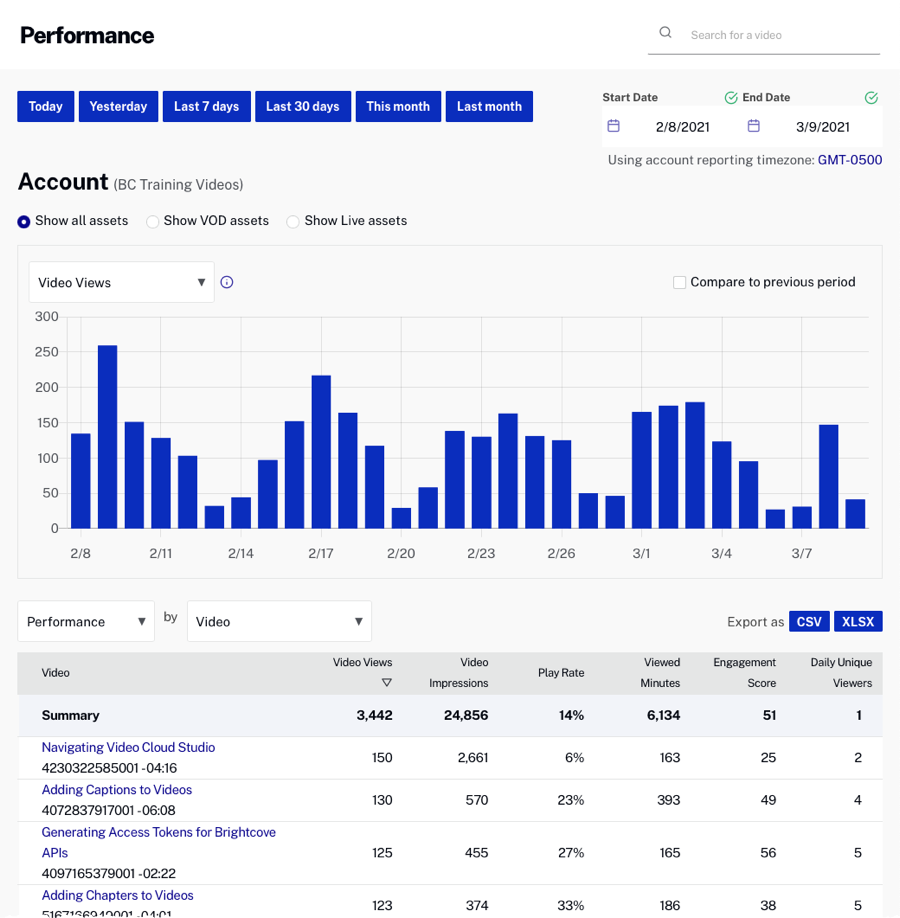 Performance
Search for a video
Today Yesterday Last 7 days Last 30 days This month Last month
Start Date End Date
2/8/2021 3/9/2021
Using account reporting timezone: GMT-0500
Account (BC Training Videos)
Show all assets Show VOD assets Show Live assets
Video Views Compare to previous period
300
250
200
150
100
50
0
2/8 2/11 2/14 2/17 2/20 2/23 2/26 3/1 3/4 3/7
Performance by Video Export as CSV XLSX
Video Video Views Video Impressions Play Rate Viewed Minutes Engagement Score Daily Unique Viewers
Summary 3,442 24,856 14% 6,134 51 1
Navigating Video Cloud Studio
4230322585001 - 04:16 150 2,661 6% 163 25 2
Adding Captions to Videos
4072837917001 - 06:08 130 570 23% 393 49 4
Generating Access Tokens for Brightcove
APIs
4097165379001 - 02:22 125 455 27% 165 56 5
Adding Chapters to Videos
123 374 33% 186 38 5